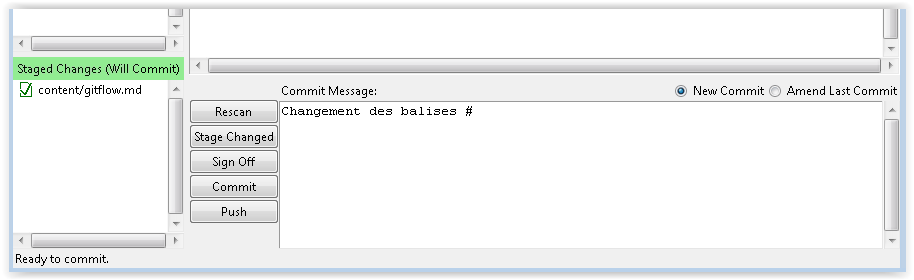 Staged Changes (Will Commit)
content/gitflow.md
Commit Message:
New Commit
Amend Last Commit
Rescan
Stage Changed
Sign Off
Commit
Push
Changement des balises #
Ready to commit.